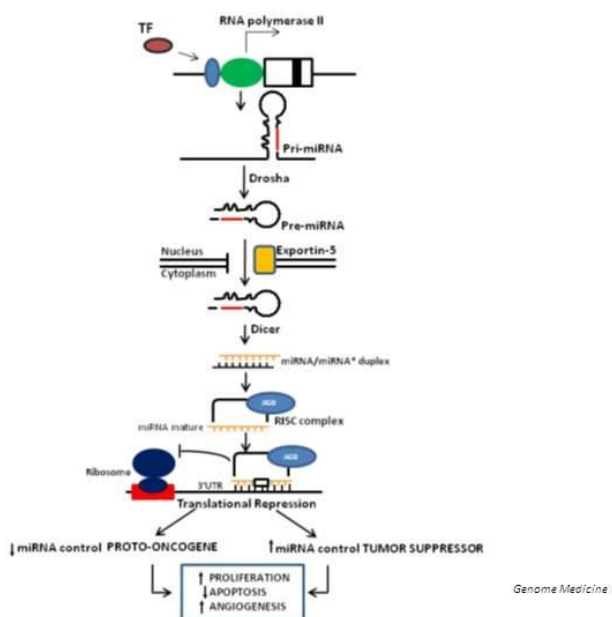 RNA polymerase II
TF
Pri-miRNA
Drosha
Pre-miRNA
Nucleus
Exportin-5
Cytoplasm
Dicer
miRNA/miRNA* duplex
AGO
RISC complex
miRNA mature
AGO
Ribosome
3'UTR
Translational Repression
↓miRNA control PROTO-ONCOGENE
↑miRNA control TUMOR SUPPRESSOR
↑ PROLIFERATION
↓APOPTOSIS
↑ ANGIOGENESIS
Genome Medicine